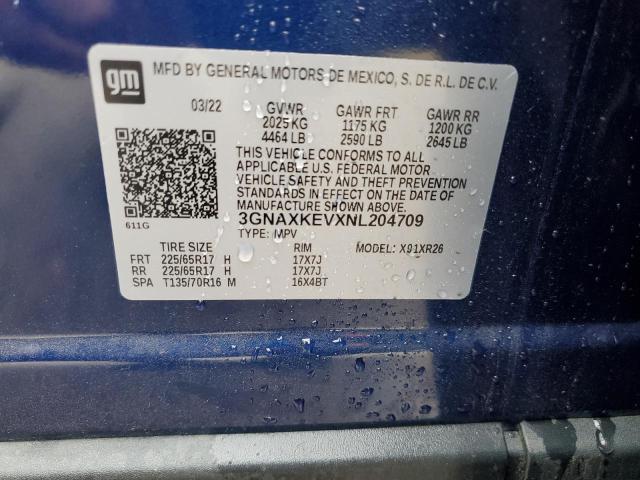 gm
MFD BY GENERAL MOTORS DE MEXICO, S. DE R.L. DE C.V.
03/22 GVWR GAWR FRT GAWR RR
2025 KG 1175 KG 1200 KG
4464 LB 2590 LB 2645 LB
THIS VEHICLE CONFORMS TO ALL
APPLICABLE U.S. FEDERAL MOTOR
VEHICLE SAFETY AND THEFT PREVENTION
STANDARDS IN EFFECT ON THE DATE OF
MANUFACTURE SHOWN ABOVE.
3GNAXKEVXNL204709
611G TYPE: MPV MODEL: X91XR26
TIRE SIZE RIM
FRT 225/65R17 H 17X7J
RR 225/65R17 H 17X7J
SPA T135/70R16 M 16X4BT